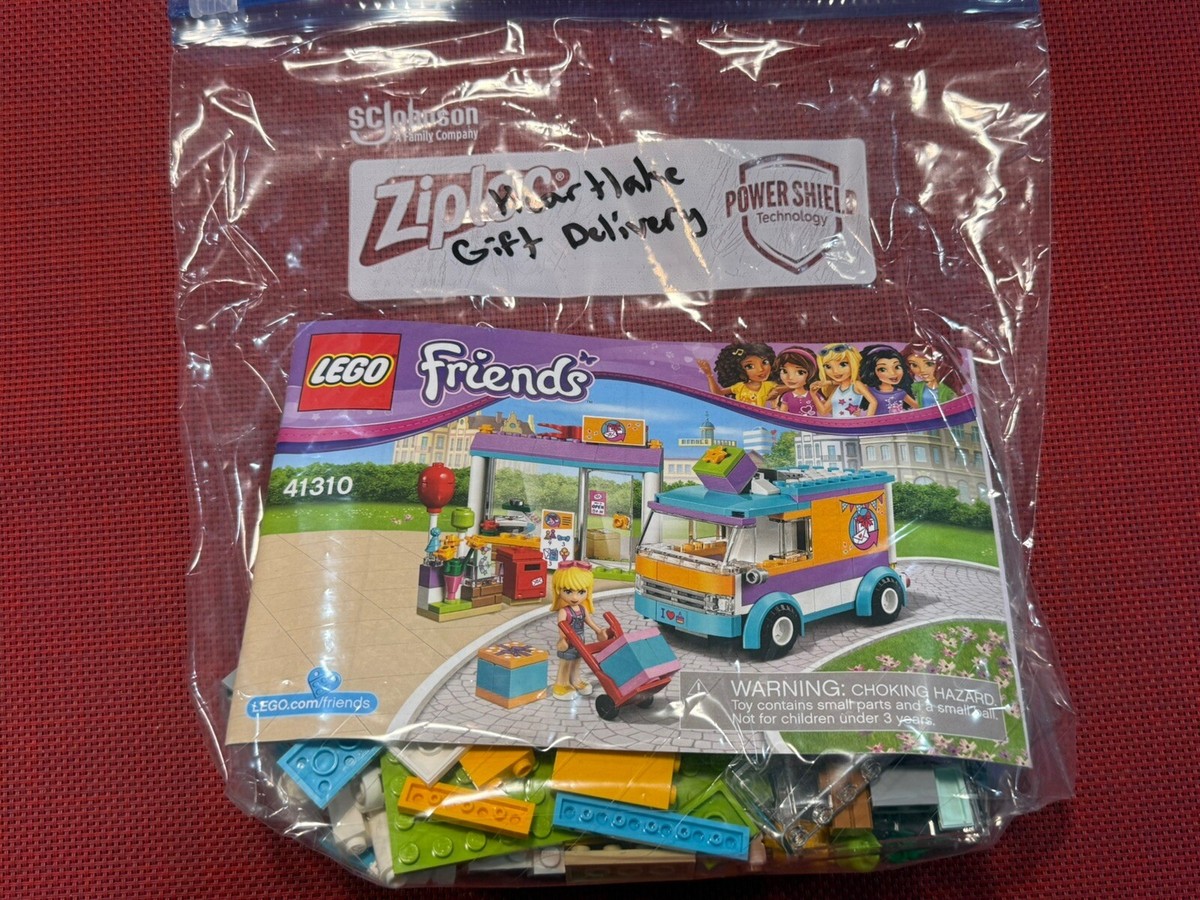 SC Johnson
A Family Company
Ziploc®
Heartlake
Gift Delivery
POWER SHIELD
Technology
LEGO
friends
41310
I ♥
LEGO.com/friends
WARNING: CHOKING HAZARD.
Toy contains small parts and a small ball.
Not for children under 3 years.